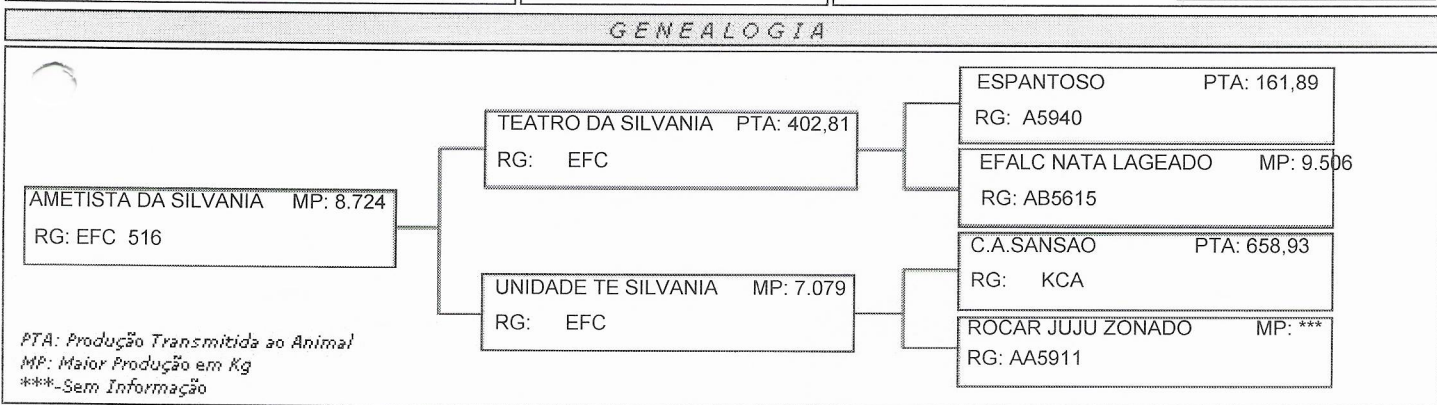 GENEALOGIA
ESPANTOSO PTA: 161,89
RG: A5940
TEATRO DA SILVANIA PTA: 402,81
RG: EFC
EFALC NATA LAGEADO MP: 9.506
RG: AB5615
AMETISTA DA SILVANIA MP: 8.724
RG: EFC 516
C.A.SANSAO PTA: 658,93
RG: KCA
UNIDADE TE SILVANIA MP: 7.079
RG: EFC
ROCAR JUJU ZONADO MP: ***
RG: AA5911
PTA: Produção Transmitida ao Animal
MP: Maior Produção em Kg
***-Sem Informação